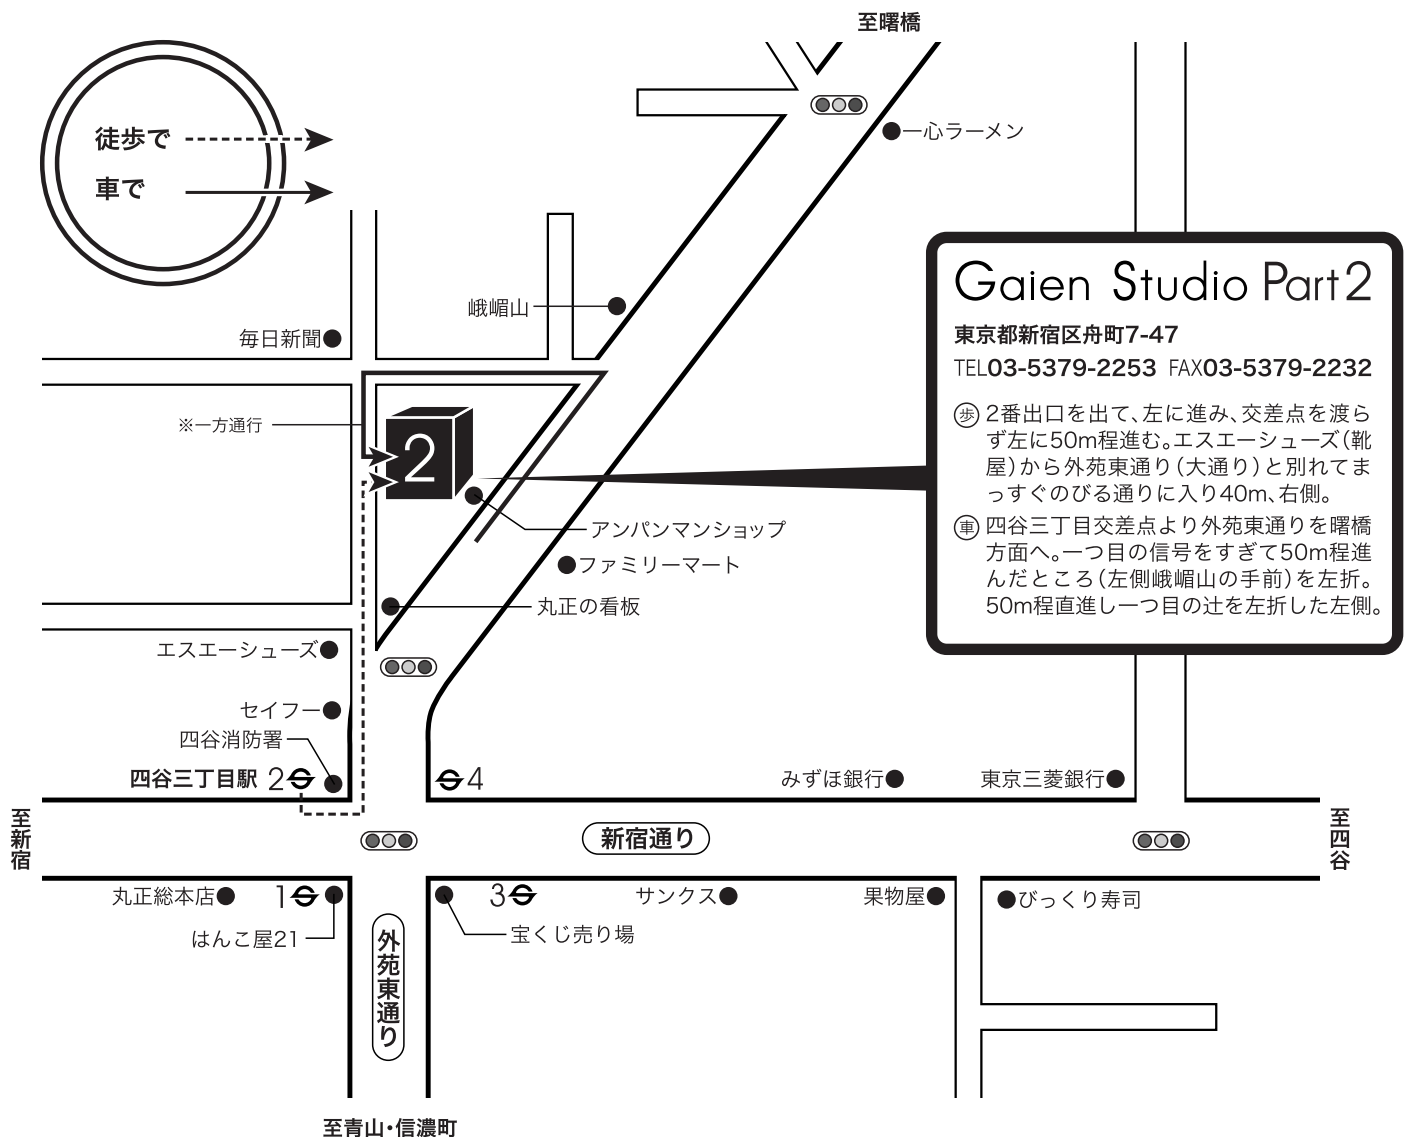 至曙橋
徒歩で
車で
一心ラーメン
峨嵋山
毎日新聞
※一方通行
2
Gaien Studio Part2
東京都新宿区舟町7-47
TEL03-5379-2253 FAX03-5379-2232
歩 2番出口を出て、左に進み、交差点を渡ら
ず左に50m程進む。エスエーシューズ（靴
屋）から外苑東通り（大通り）と別れてま
っすぐのびる通りに入り40m、右側。
車 四谷三丁目交差点より外苑東通りを曙橋
方面へ。一つ目の信号をすぎて50m程進
んだところ（左側峨嵋山の手前）を左折。
50m程直進し一つ目の辻を左折した左側。
アンパンマンショップ
ファミリーマート
丸正の看板
エスエーシューズ
セイフー
四谷消防署
四谷三丁目駅 2
4
みずほ銀行
東京三菱銀行
至新宿
新宿通り
至四谷
丸正総本店
1
はんこ屋21
3
宝くじ売り場
サンクス
果物屋
びっくり寿司
外苑東通り
至青山・信濃町